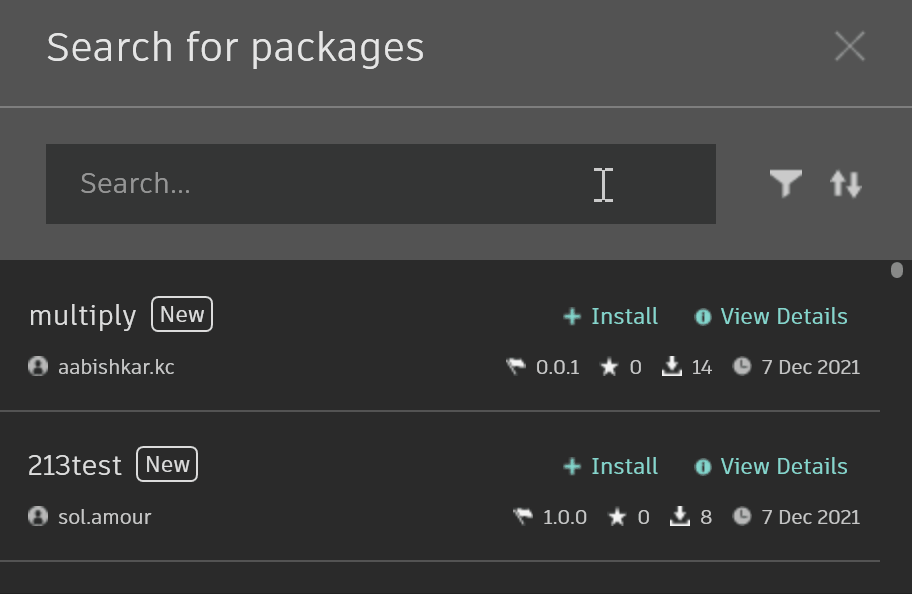 Search for packages
Search...
multiply New
+ Install View Details
aabishkar.kc
0.0.1 0 14 7 Dec 2021
213test New
+ Install View Details
sol.amour
1.0.0 0 8 7 Dec 2021